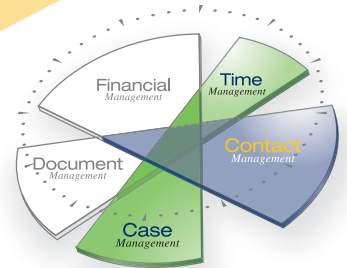 Financial
Management
Time
Management
Contact
Management
Document
Management
Case
Management